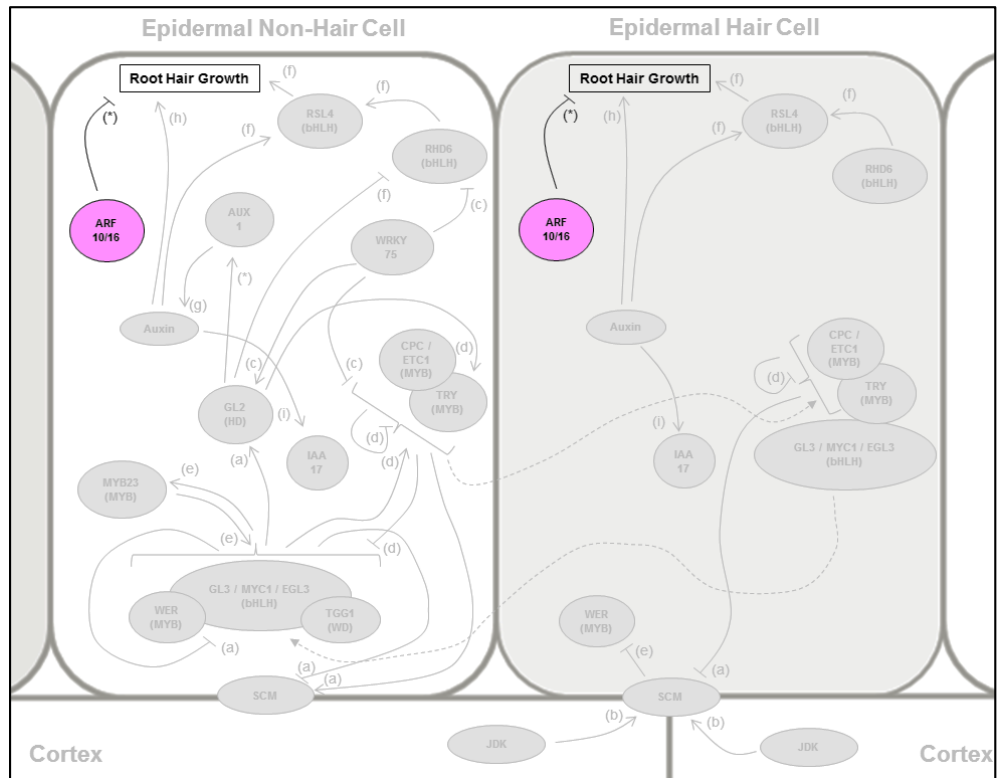 Epidermal Non-Hair Cell
Epidermal Hair Cell
Root Hair Growth
(*)
(h)
(f)
(f)
(f)
RSL4
(bHLH)
RHD6
(bHLH)
(f)
(c)
ARF
10/16
AUX
1
WRKY
75
(*)
(g)
Auxin
(c)
(c)
(d)
CPC /
ETC1
(MYB)
TRY
(MYB)
GL2
(HD)
(i)
(d)
(d)
IAA
17
(a)
MYB23
(MYB)
(e)
(e)
(d)
GL3 / MYC1 / EGL3
(bHLH)
WER
(MYB)
TGG1
(WD)
(a)
(a)
(a)
SCM
Root Hair Growth
(*)
(h)
(f)
(f)
(f)
RSL4
(bHLH)
RHD6
(bHLH)
ARF
10/16
Auxin
(d)
CPC /
ETC1
(MYB)
TRY
(MYB)
(i)
IAA
17
GL3 / MYC1 / EGL3
(bHLH)
WER
(MYB)
(e)
(a)
SCM
(b)
(b)
JDK
JDK
Cortex
Cortex